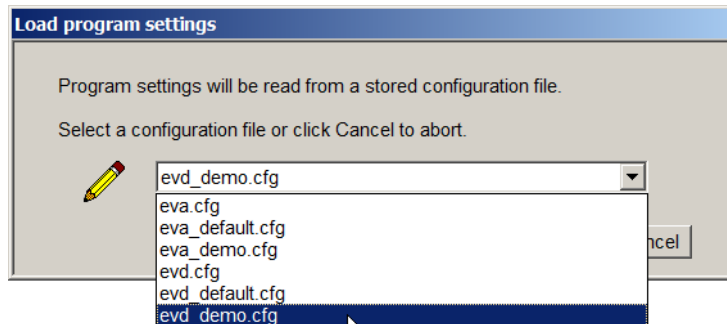 Load program settings
Program settings will be read from a stored configuration file.
Select a configuration file or click Cancel to abort.
evd_demo.cfg
eva.cfg
eva_default.cfg
eva_demo.cfg
evd.cfg
ncel
evd_default.cfg
evd_demo.cfg